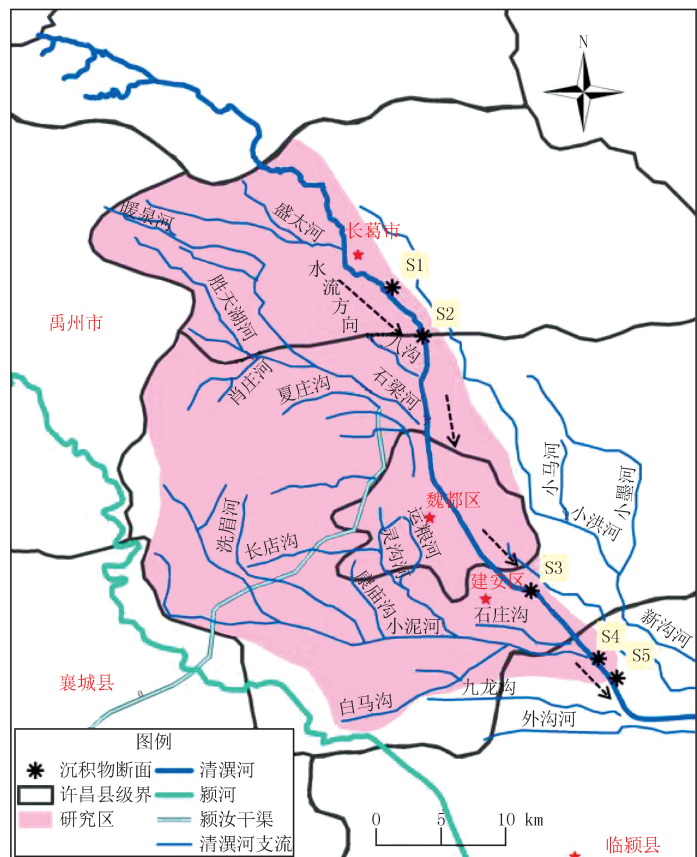 N
暖泉河
盛太河
长葛市
S1
水流方向
S2
胜天湖河
禹州市
八沟
肖庄河
夏庄沟
石梁河
小马河
小墨河
小洪河
魏都区
运粮河
灵沟河
洗眉河
长店沟
康庙沟
建安区
S3
石庄沟
小泥河
新沟河
S4
S5
襄城县
白马沟
九龙沟
外沟河
图例
沉积物断面
清潩河
许昌县级界
颍河
研究区
颍汝干渠
清潩河支流
0 5 10 km
临颍县